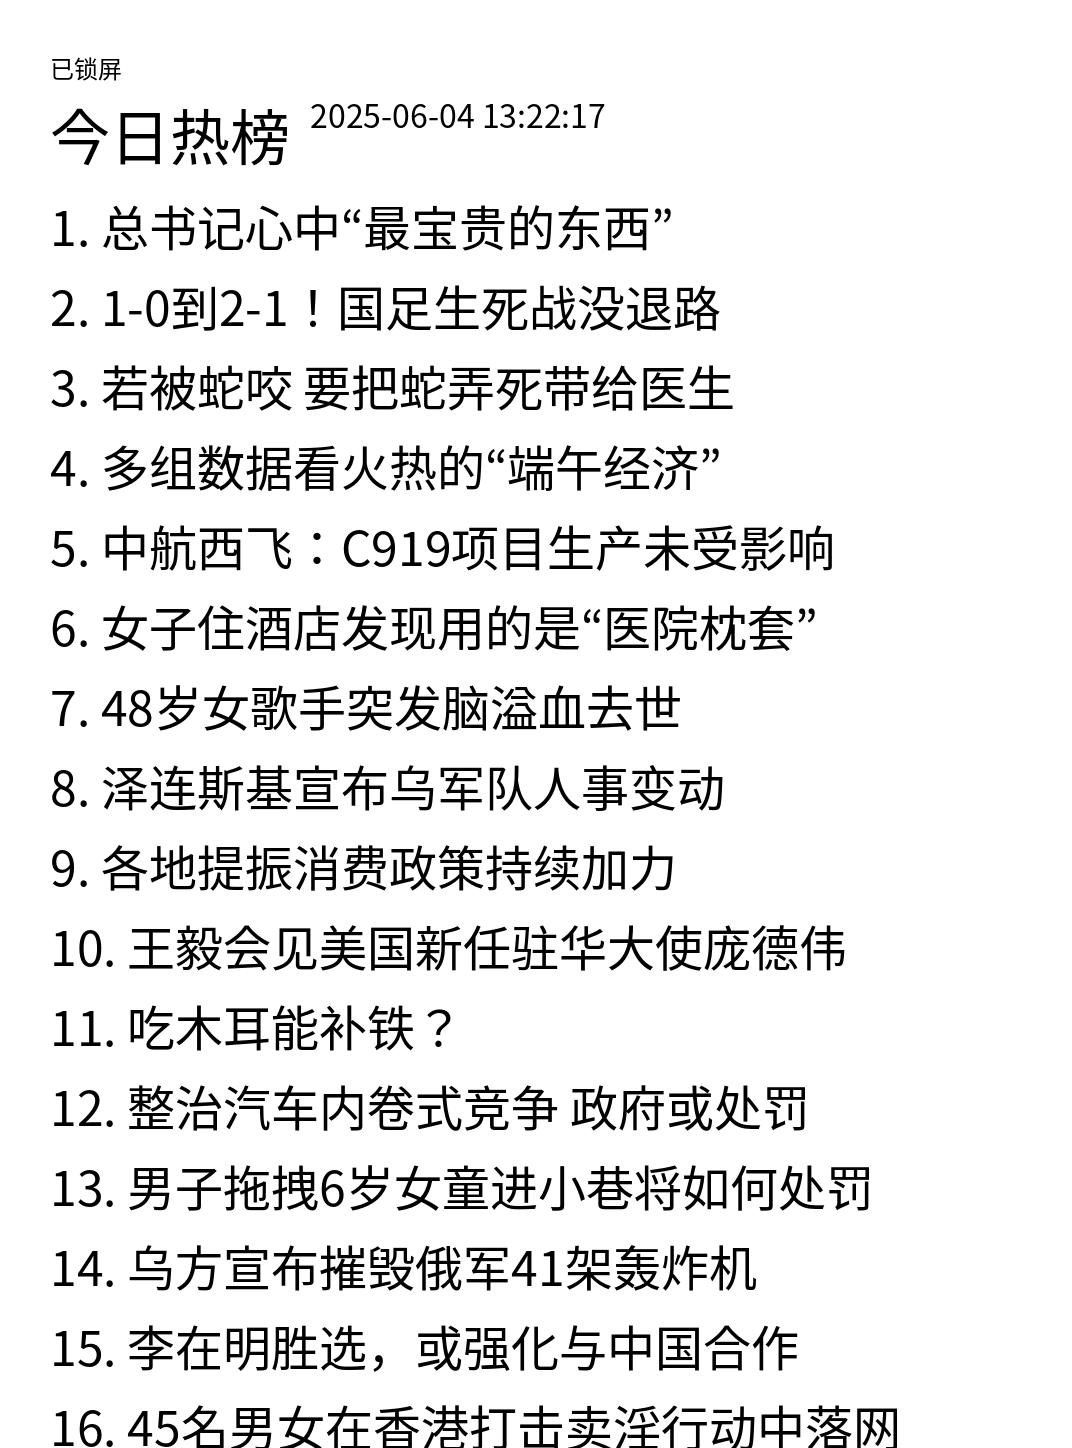 已锁屏
今日热榜 2025-06-04 13:22:17
1. 总书记心中“最宝贵的东西”
2. 1-0到2-1！国足生死战没退路
3. 若被蛇咬 要把蛇弄死带给医生
4. 多组数据看火热的“端午经济”
5. 中航西飞：C919项目生产未受影响
6. 女子住酒店发现用的是“医院枕套”
7. 48岁女歌手突发脑溢血去世
8. 泽连斯基宣布乌军队人事变动
9. 各地提振消费政策持续加力
10. 王毅会见美国新任驻华大使庞德伟
11. 吃木耳能补铁？
12. 整治汽车内卷式竞争 政府或处罚
13. 男子拖拽6岁女童进小巷将如何处罚
14. 乌方宣布摧毁俄军41架轰炸机
15. 李在明胜选，或强化与中国合作
16. 45名男女在香港打击卖淫行动中落网